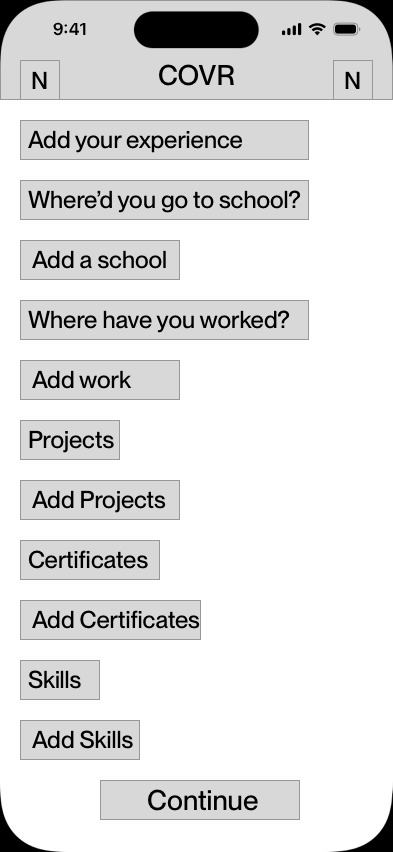 9:41
N
COVR
N
Add your experience
Where’d you go to school?
Add a school
Where have you worked?
Add work
Projects
Add Projects
Certificates
Add Certificates
Skills
Add Skills
Continue